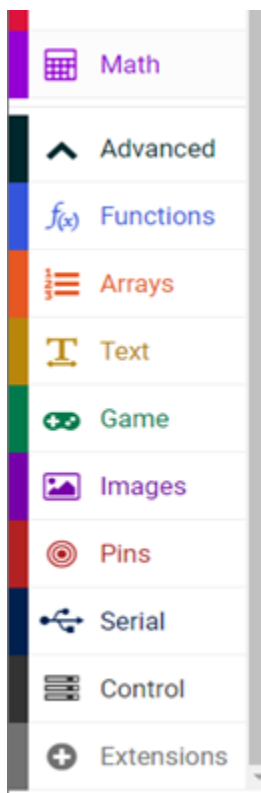 Math
Advanced
f(x) Functions
Arrays
Text
Game
Images
Pins
Serial
Control
Extensions